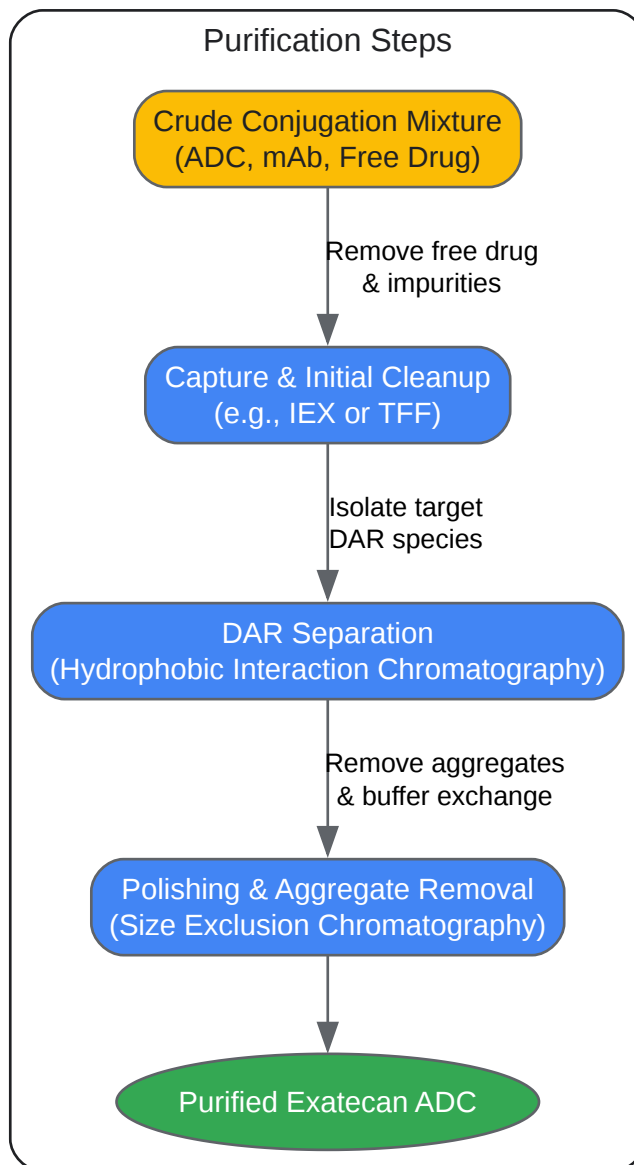 Purification Steps
Crude Conjugation Mixture
(ADC, mAb, Free Drug)
Remove free drug
& impurities
Capture & Initial Cleanup
(e.g., IEX or TFF)
Isolate target
DAR species
DAR Separation
(Hydrophobic Interaction Chromatography)
Remove aggregates
& buffer exchange
Polishing & Aggregate Removal
(Size Exclusion Chromatography)
Purified Exatecan ADC